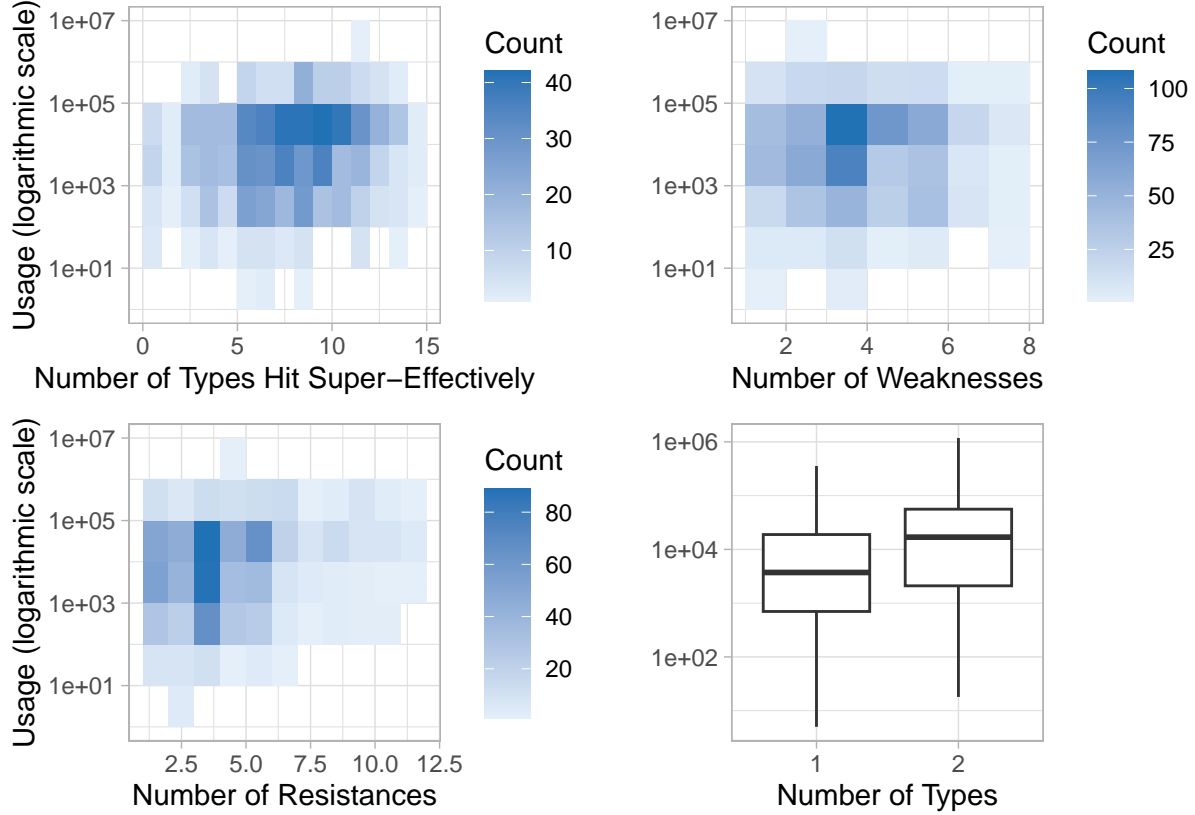 Usage (logarithmic scale)
1e+07
1e+05
1e+03
1e+01
0 5 10 15
Number of Types Hit Super−Effectively
Count
40
30
20
10
1e+07
1e+05
1e+03
1e+01
2 4 6 8
Number of Weaknesses
Count
100
75
50
25
Usage (logarithmic scale)
1e+07
1e+05
1e+03
1e+01
2.5 5.0 7.5 10.0 12.5
Number of Resistances
Count
80
60
40
20
1e+06
1e+04
1e+02
1 2
Number of Types